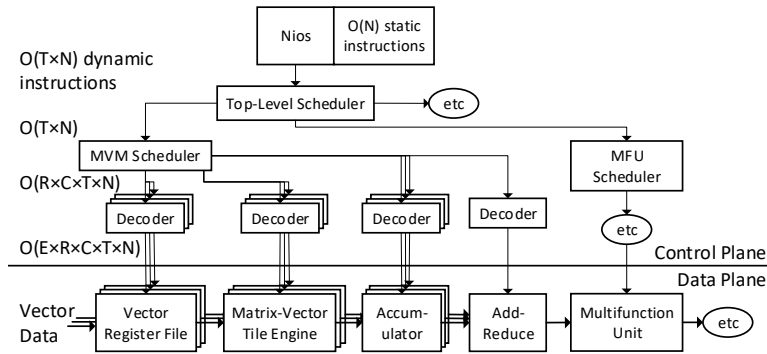 Nios
O(N) static
instructions
O(T×N) dynamic
instructions
Top-Level Scheduler
etc
O(T×N)
MVM Scheduler
MFU
Scheduler
O(R×C×T×N)
Decoder
Decoder
Decoder
Decoder
etc
O(E×R×C×T×N)
Control Plane
Data Plane
Vector
Data
Vector
Register File
Matrix-Vector
Tile Engine
Accum-
ulator
Add-
Reduce
Multifunction
Unit
etc